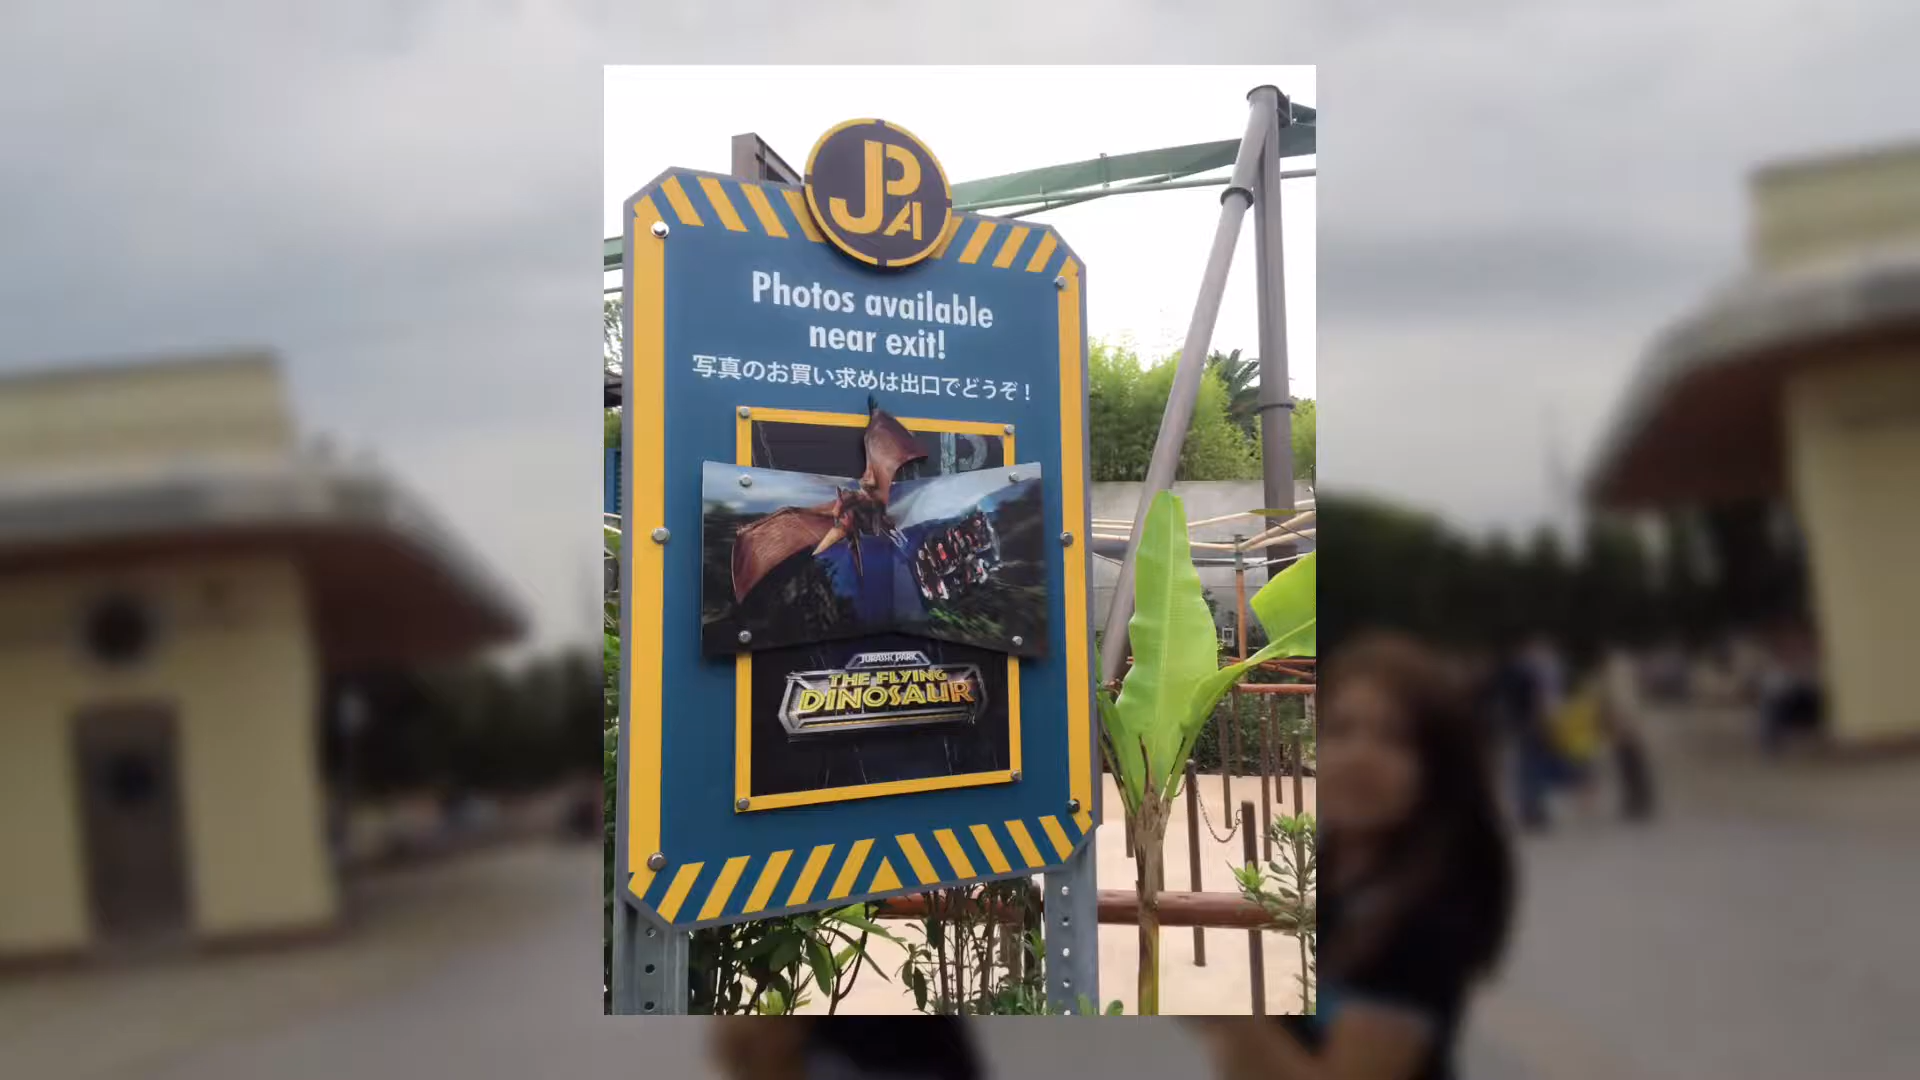 JPA
Photos available
near exit!
写真のお買い求めは出口でどうぞ！
JURASSIC PARK
THE FLYING
DINOSAUR